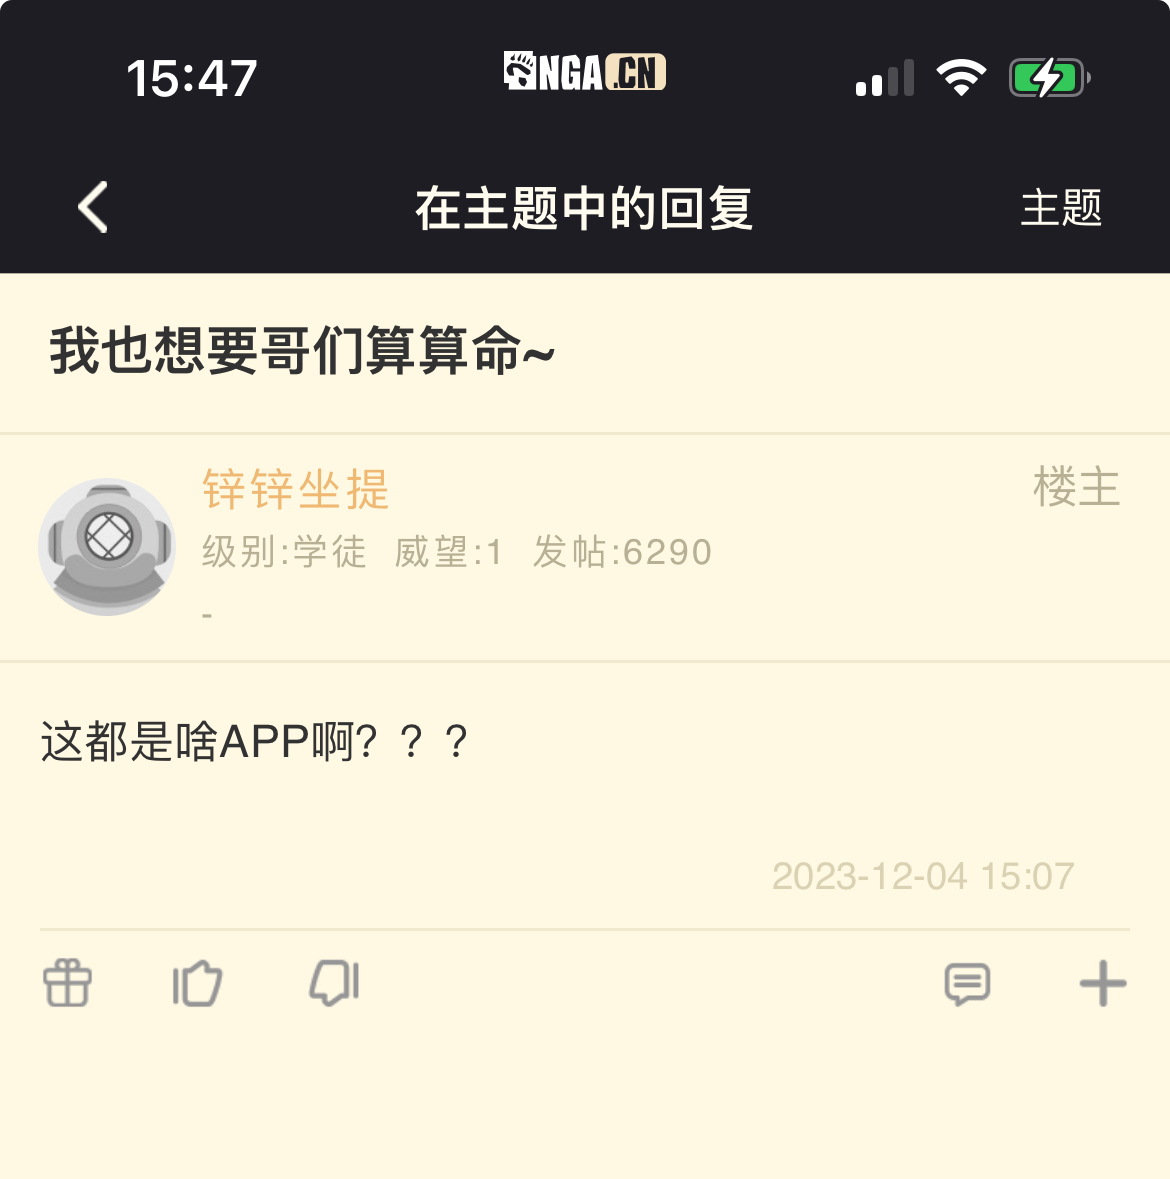 15:47
NGA.CN
在主题中的回复
主题
我也想要哥们算算命~
锌锌坐提
楼主
级别:学徒 威望:1 发帖:6290
-
这都是啥APP啊？？？
2023-12-04 15:07